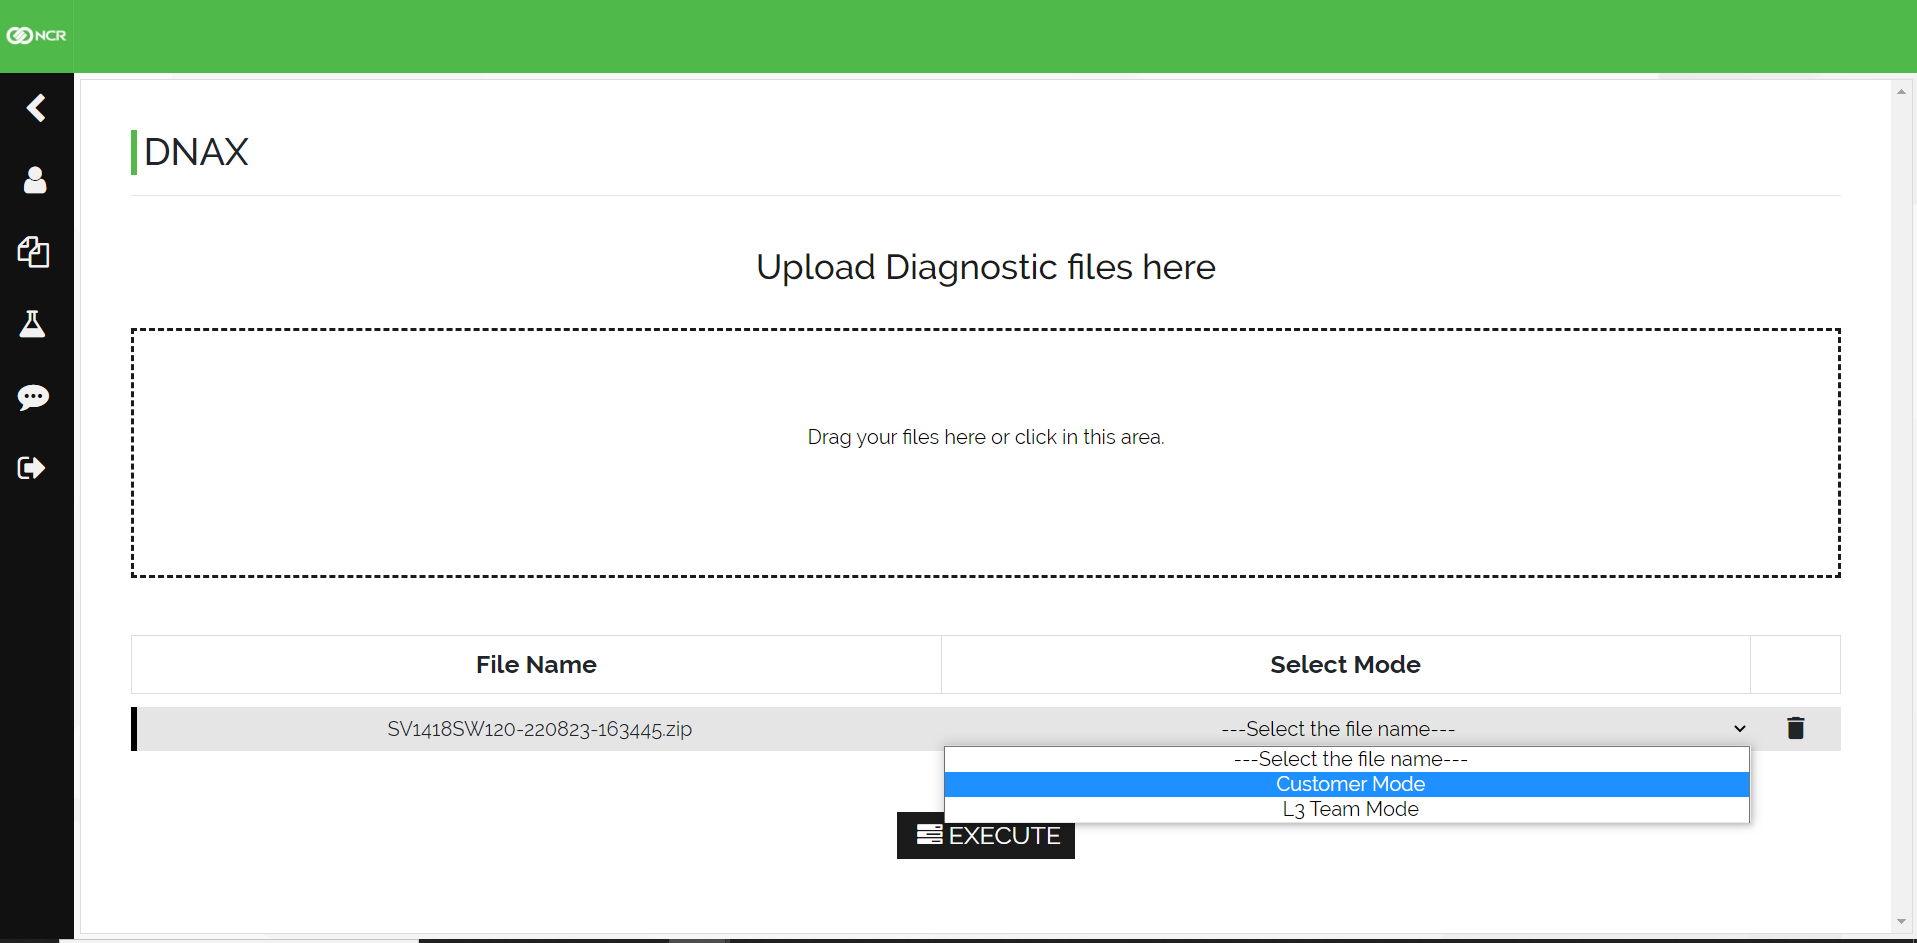 NCR
DNAX
Upload Diagnostic files here
Drag your files here or click in this area.
File Name
Select Mode
SV1418SW120-220823-163445.zip
---Select the file name---
---Select the file name---
Customer Mode
L3 Team Mode
EXECUTE